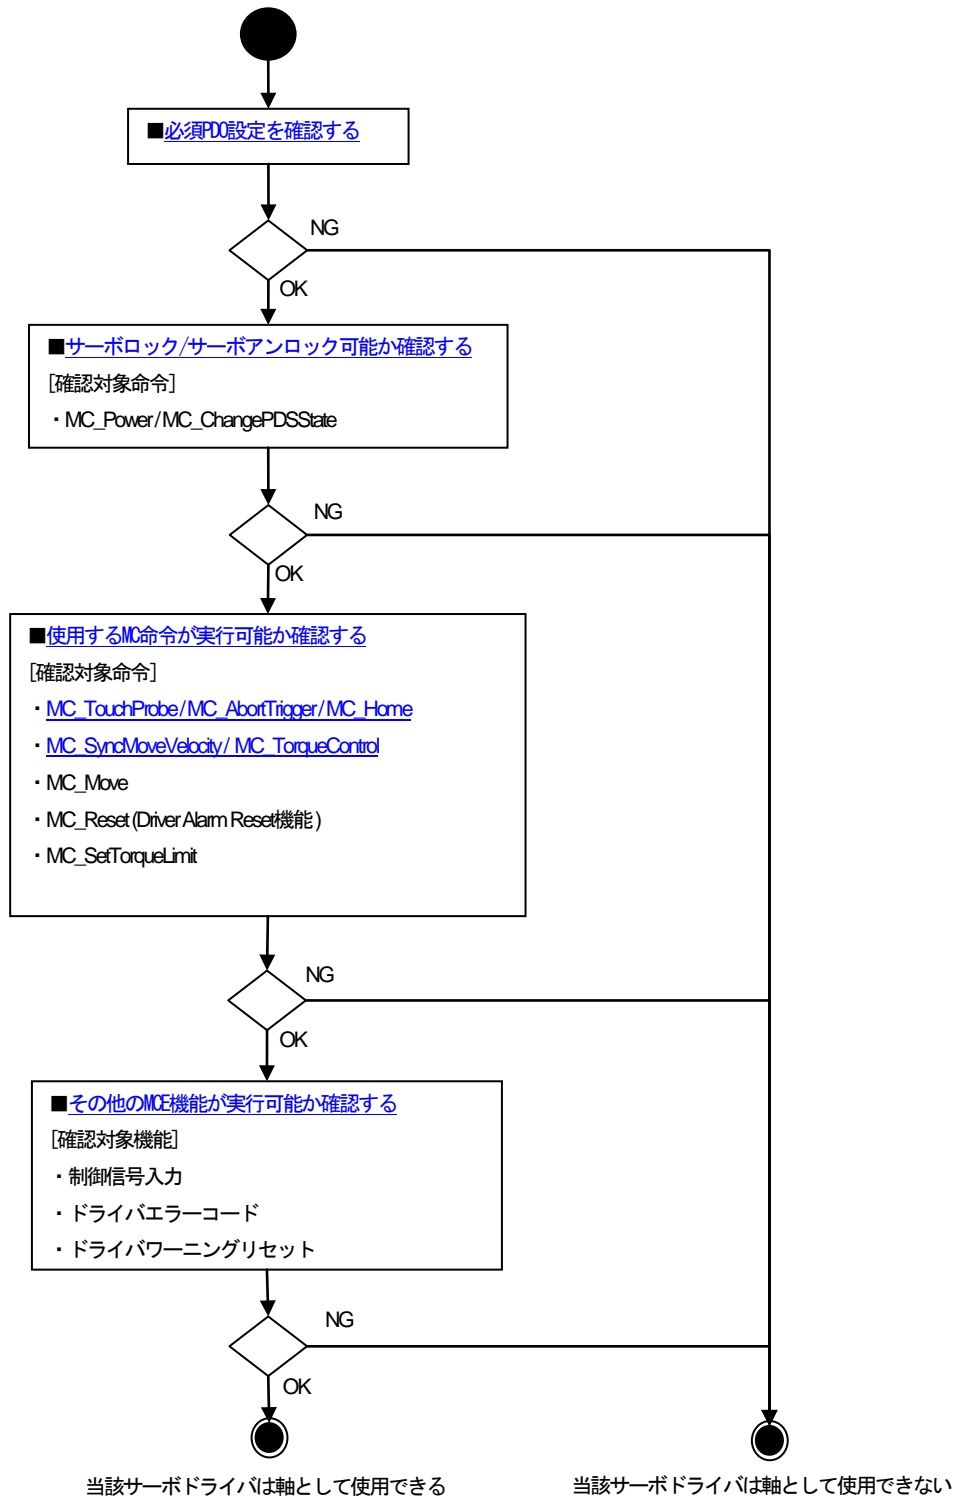 ■必須PDO設定を確認する
NG
OK
■サーボロック/サーボアンロック可能か確認する
[確認対象命令]
・MC_Power/MC_ChangePDSState
NG
OK
■使用するMC命令が実行可能か確認する
[確認対象命令]
・MC_TouchProbe/MC_AbortTrigger/MC_Home
・MC_SyncMoveVelocity/ MC_TorqueControl
・MC_Move
・MC_Reset(Driver Alarm Reset機能)
・MC_SetTorqueLimit
NG
OK
■その他のMCE機能が実行可能か確認する
[確認対象機能]
・制御信号入力
・ドライバエラーコード
・ドライバワーニングリセット
NG
OK
当該サーボドライバは軸として使用できる
当該サーボドライバは軸として使用できない